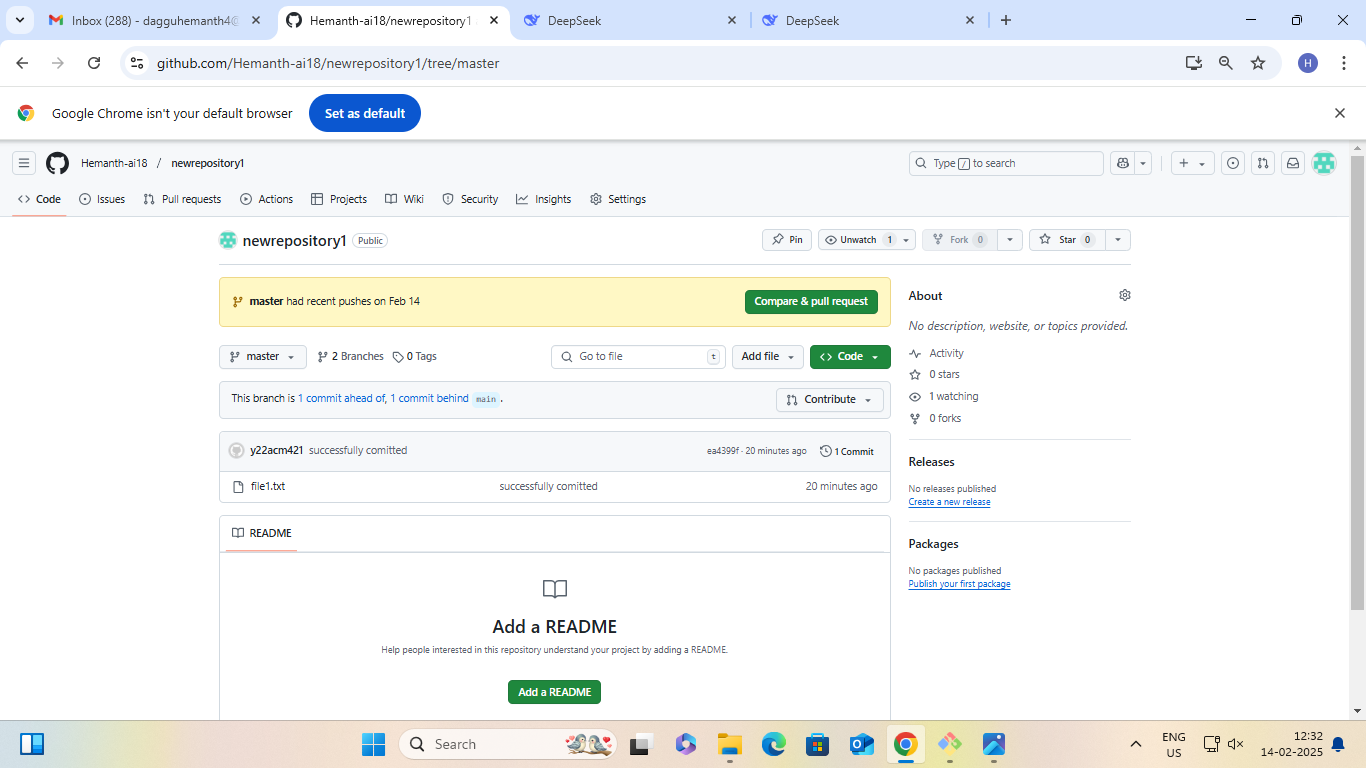 Inbox (288) - dagguhemanth4@
Hemanth-ai18/newrepository1
DeepSeek
DeepSeek
github.com/Hemanth-ai18/newrepository1/tree/master
H
Google Chrome isn't your default browser
Set as default
Hemanth-ai18 / newrepository1
Type / to search
Code
Issues
Pull requests
Actions
Projects
Wiki
Security
Insights
Settings
newrepository1 Public
Pin
Unwatch 1
Fork 0
Star 0
master had recent pushes on Feb 14
Compare & pull request
master
2 Branches
0 Tags
Go to file t
Add file
Code
This branch is 1 commit ahead of, 1 commit behind main .
Contribute
y22acm421 successfully comitted
ea4399f · 20 minutes ago
1 Commit
file1.txt
successfully comitted
20 minutes ago
README
Add a README
Help people interested in this repository understand your project by adding a README.
Add a README
About
No description, website, or topics provided.
Activity
0 stars
1 watching
0 forks
Releases
No releases published
Create a new release
Packages
No packages published
Publish your first package
Search
ENG
US
12:32
14-02-2025